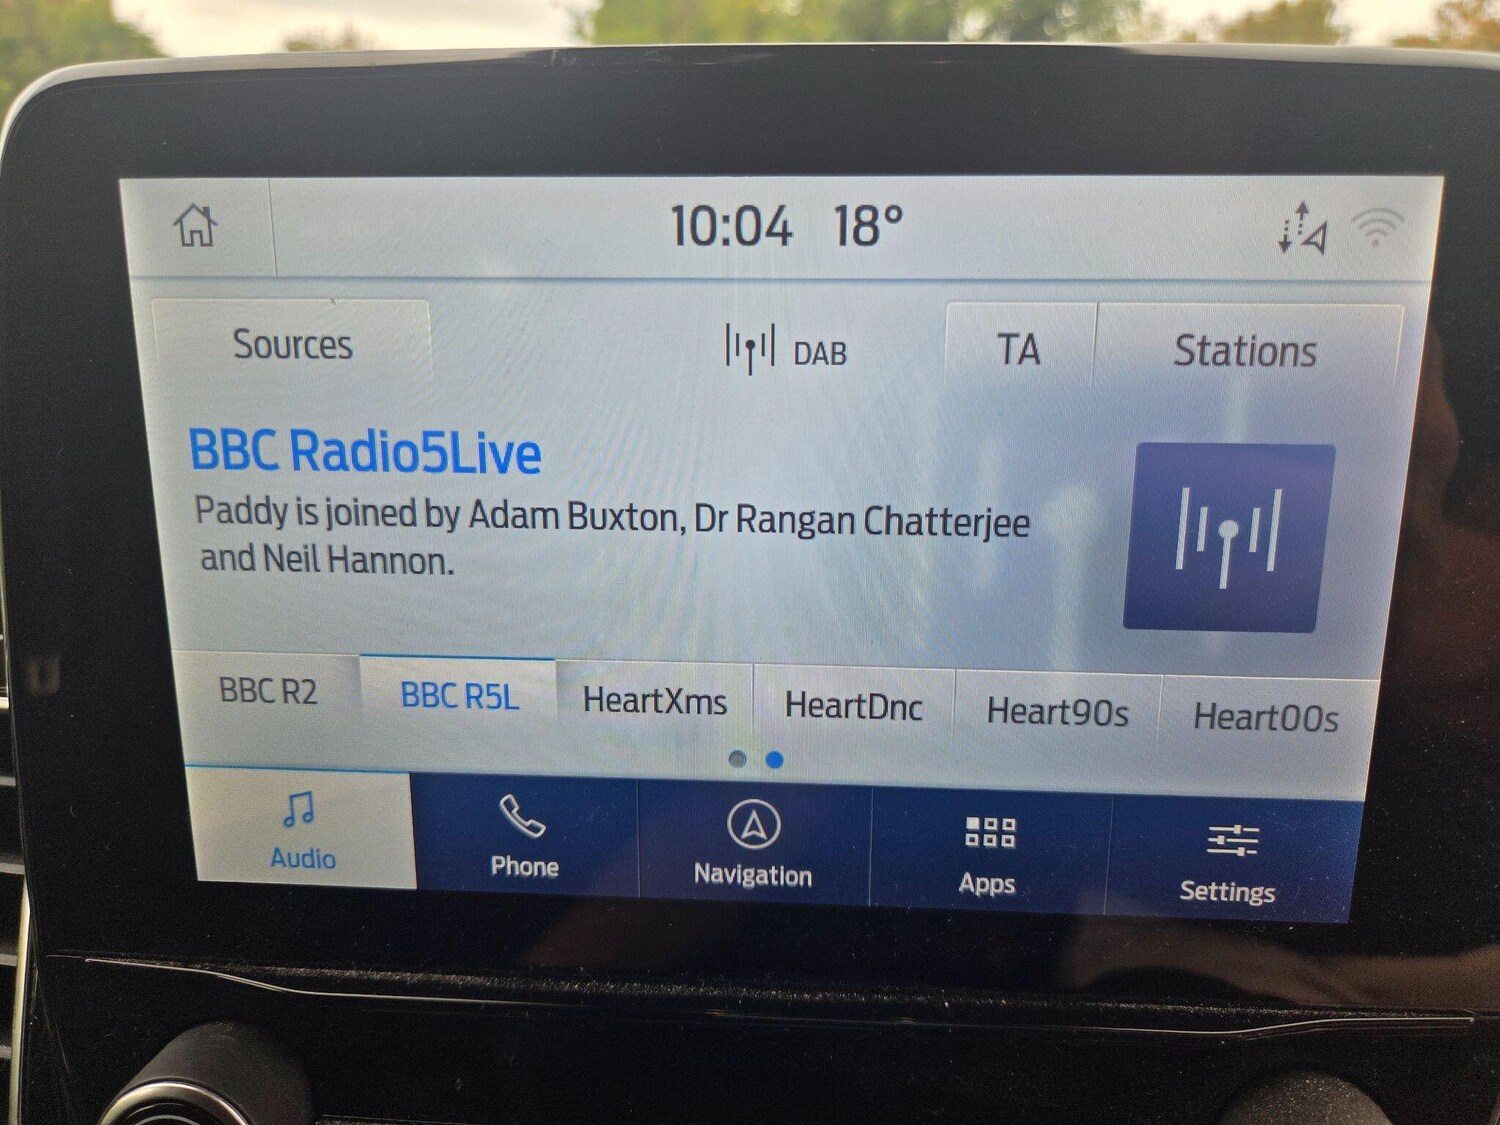 10:04 18°
Sources DAB TA Stations
BBC Radio5Live
Paddy is joined by Adam Buxton, Dr Rangan Chatterjee
and Neil Hannon.
BBC R2 BBC R5L HeartXms HeartDnc Heart90s Heart00s
Audio Phone Navigation Apps Settings